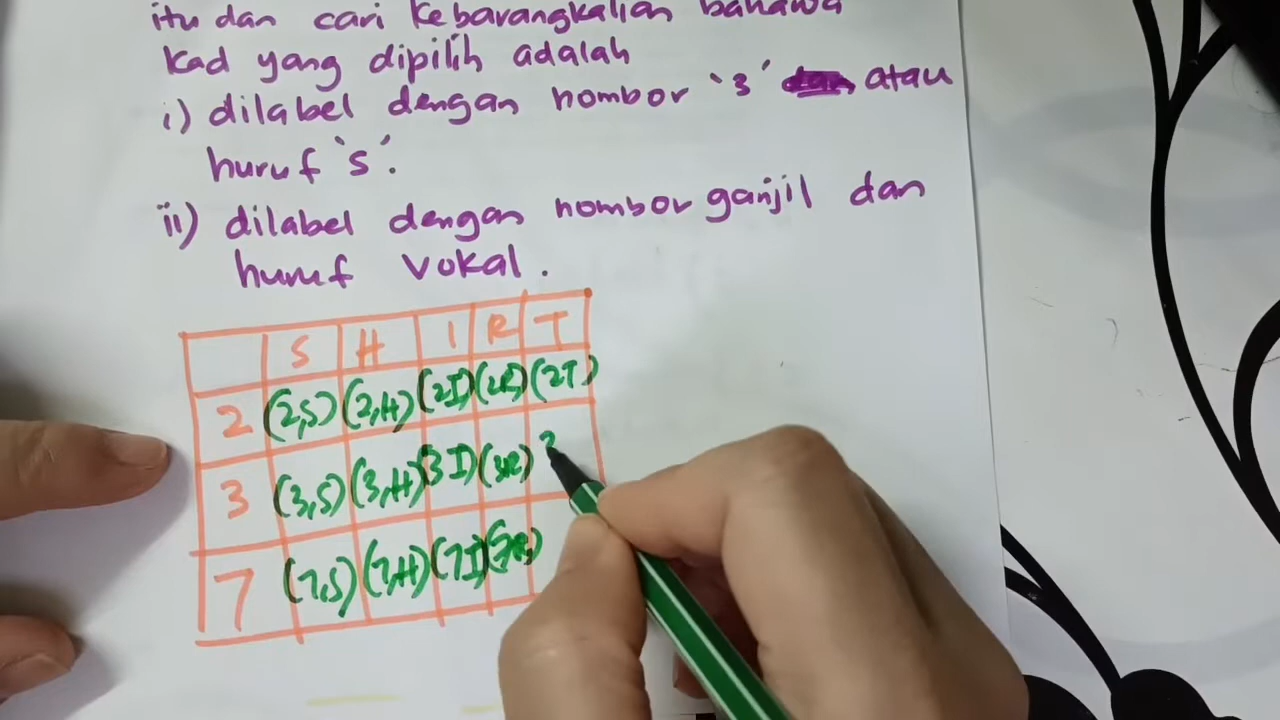 itu dan cari kebarangkalian bahawa
kad yang dipilih adalah
i) dilabel dengan nombor '3' dan atau
huruf 's'.
ii) dilabel dengan nombor ganjil dan
huruf vokal.
S H I R T
2 (2,S) (2,H) (2I) (2R) (2T)
3 (3,S) (3,H) (3I) (3R)
7 (7,S) (7,H) (7I) (7R)